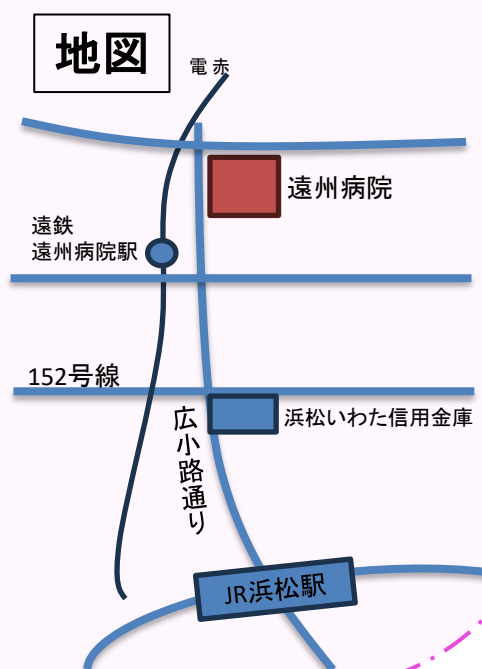 地図
電赤
遠州病院
遠鉄
遠州病院駅
152号線
浜松いわた信用金庫
広小路通り
JR浜松駅